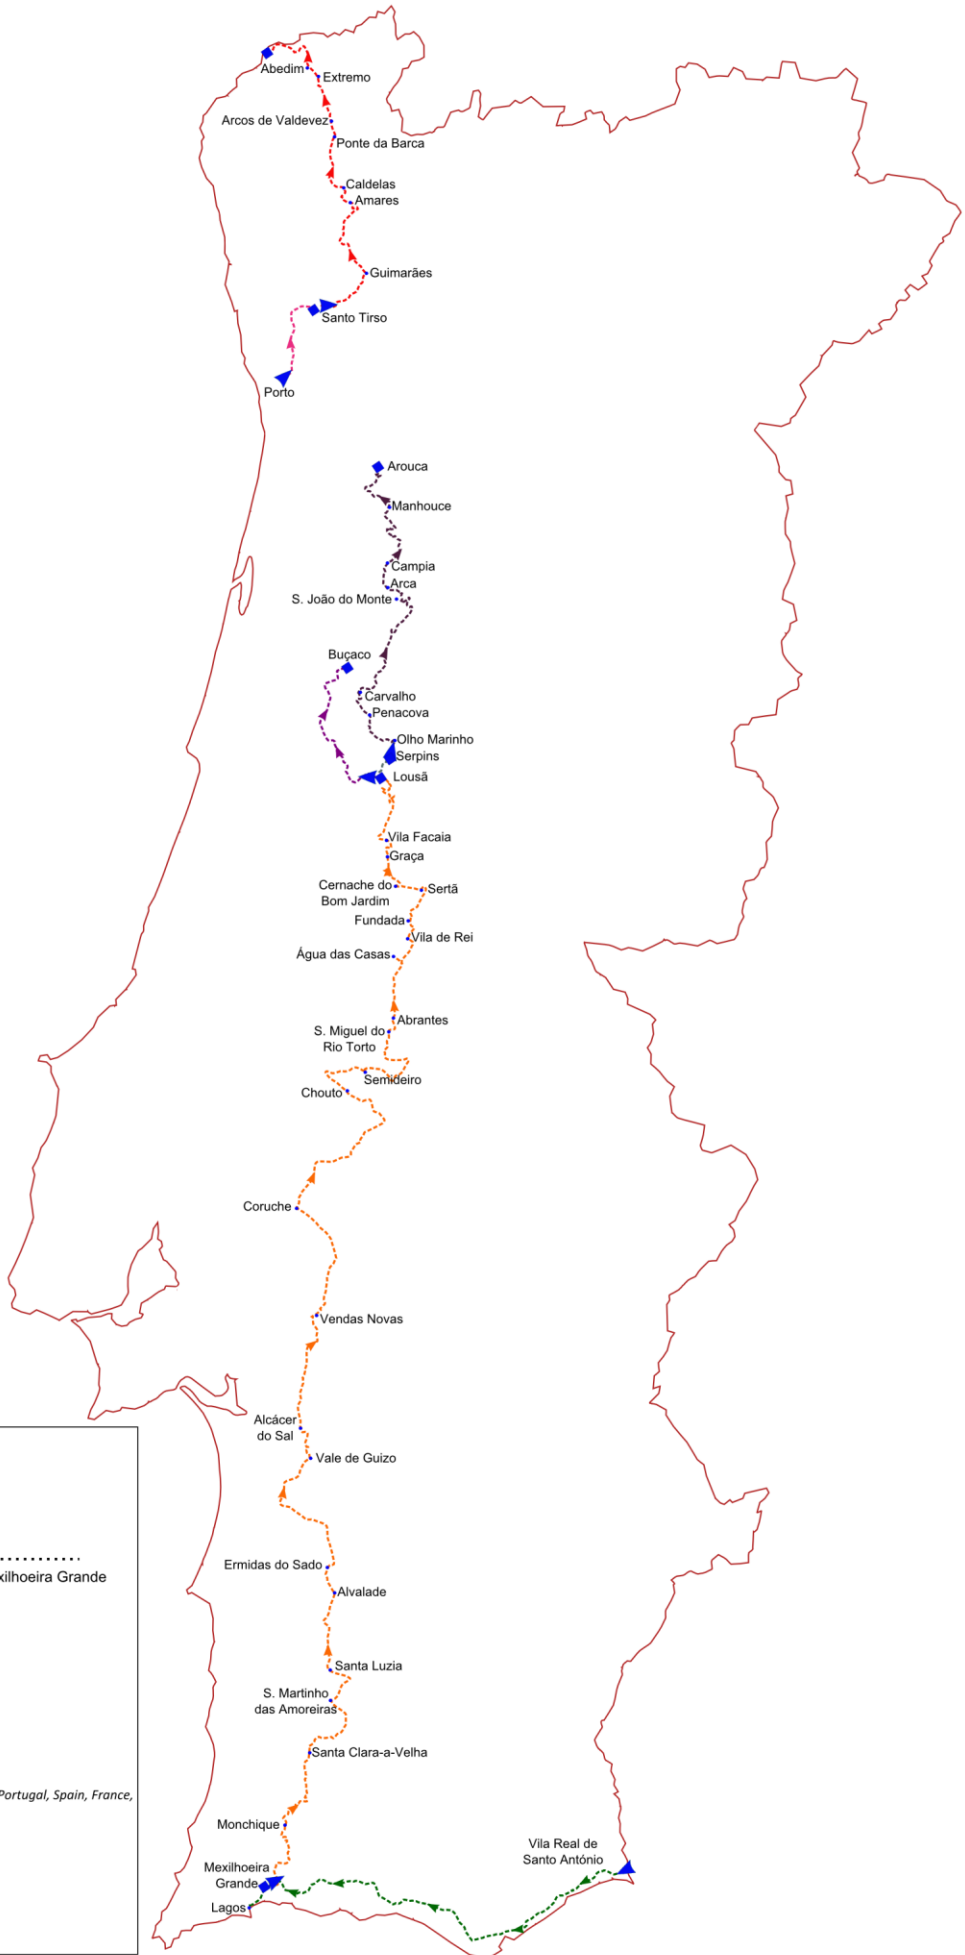 Abedim
Extremo
Arcos de Valdevez
Ponte da Barca
Caldelas
Amares
Guimarães
Santo Tirso
Porto
Arouca
Manhouce
Campia
Arca
S. João do Monte
Buçaco
Carvalho
Penacova
Olho Marinho
Serpins
Lousã
Vila Facaia
Graça
Cernache do
Bom Jardim
Sertã
Fundada
Vila de Rei
Água das Casas
Abrantes
S. Miguel do
Rio Torto
Semideiro
Chouto
Coruche
Vendas Novas
Alcácer
do Sal
Vale de Guizo
xilhoeira Grande
Ermidas do Sado
Alvalade
Santa Luzia
S. Martinho
das Amoreiras
Santa Clara-a-Velha
Portugal, Spain, France,
Monchique
Vila Real de
Santo António
Mexilhoeira
Grande
Lagos